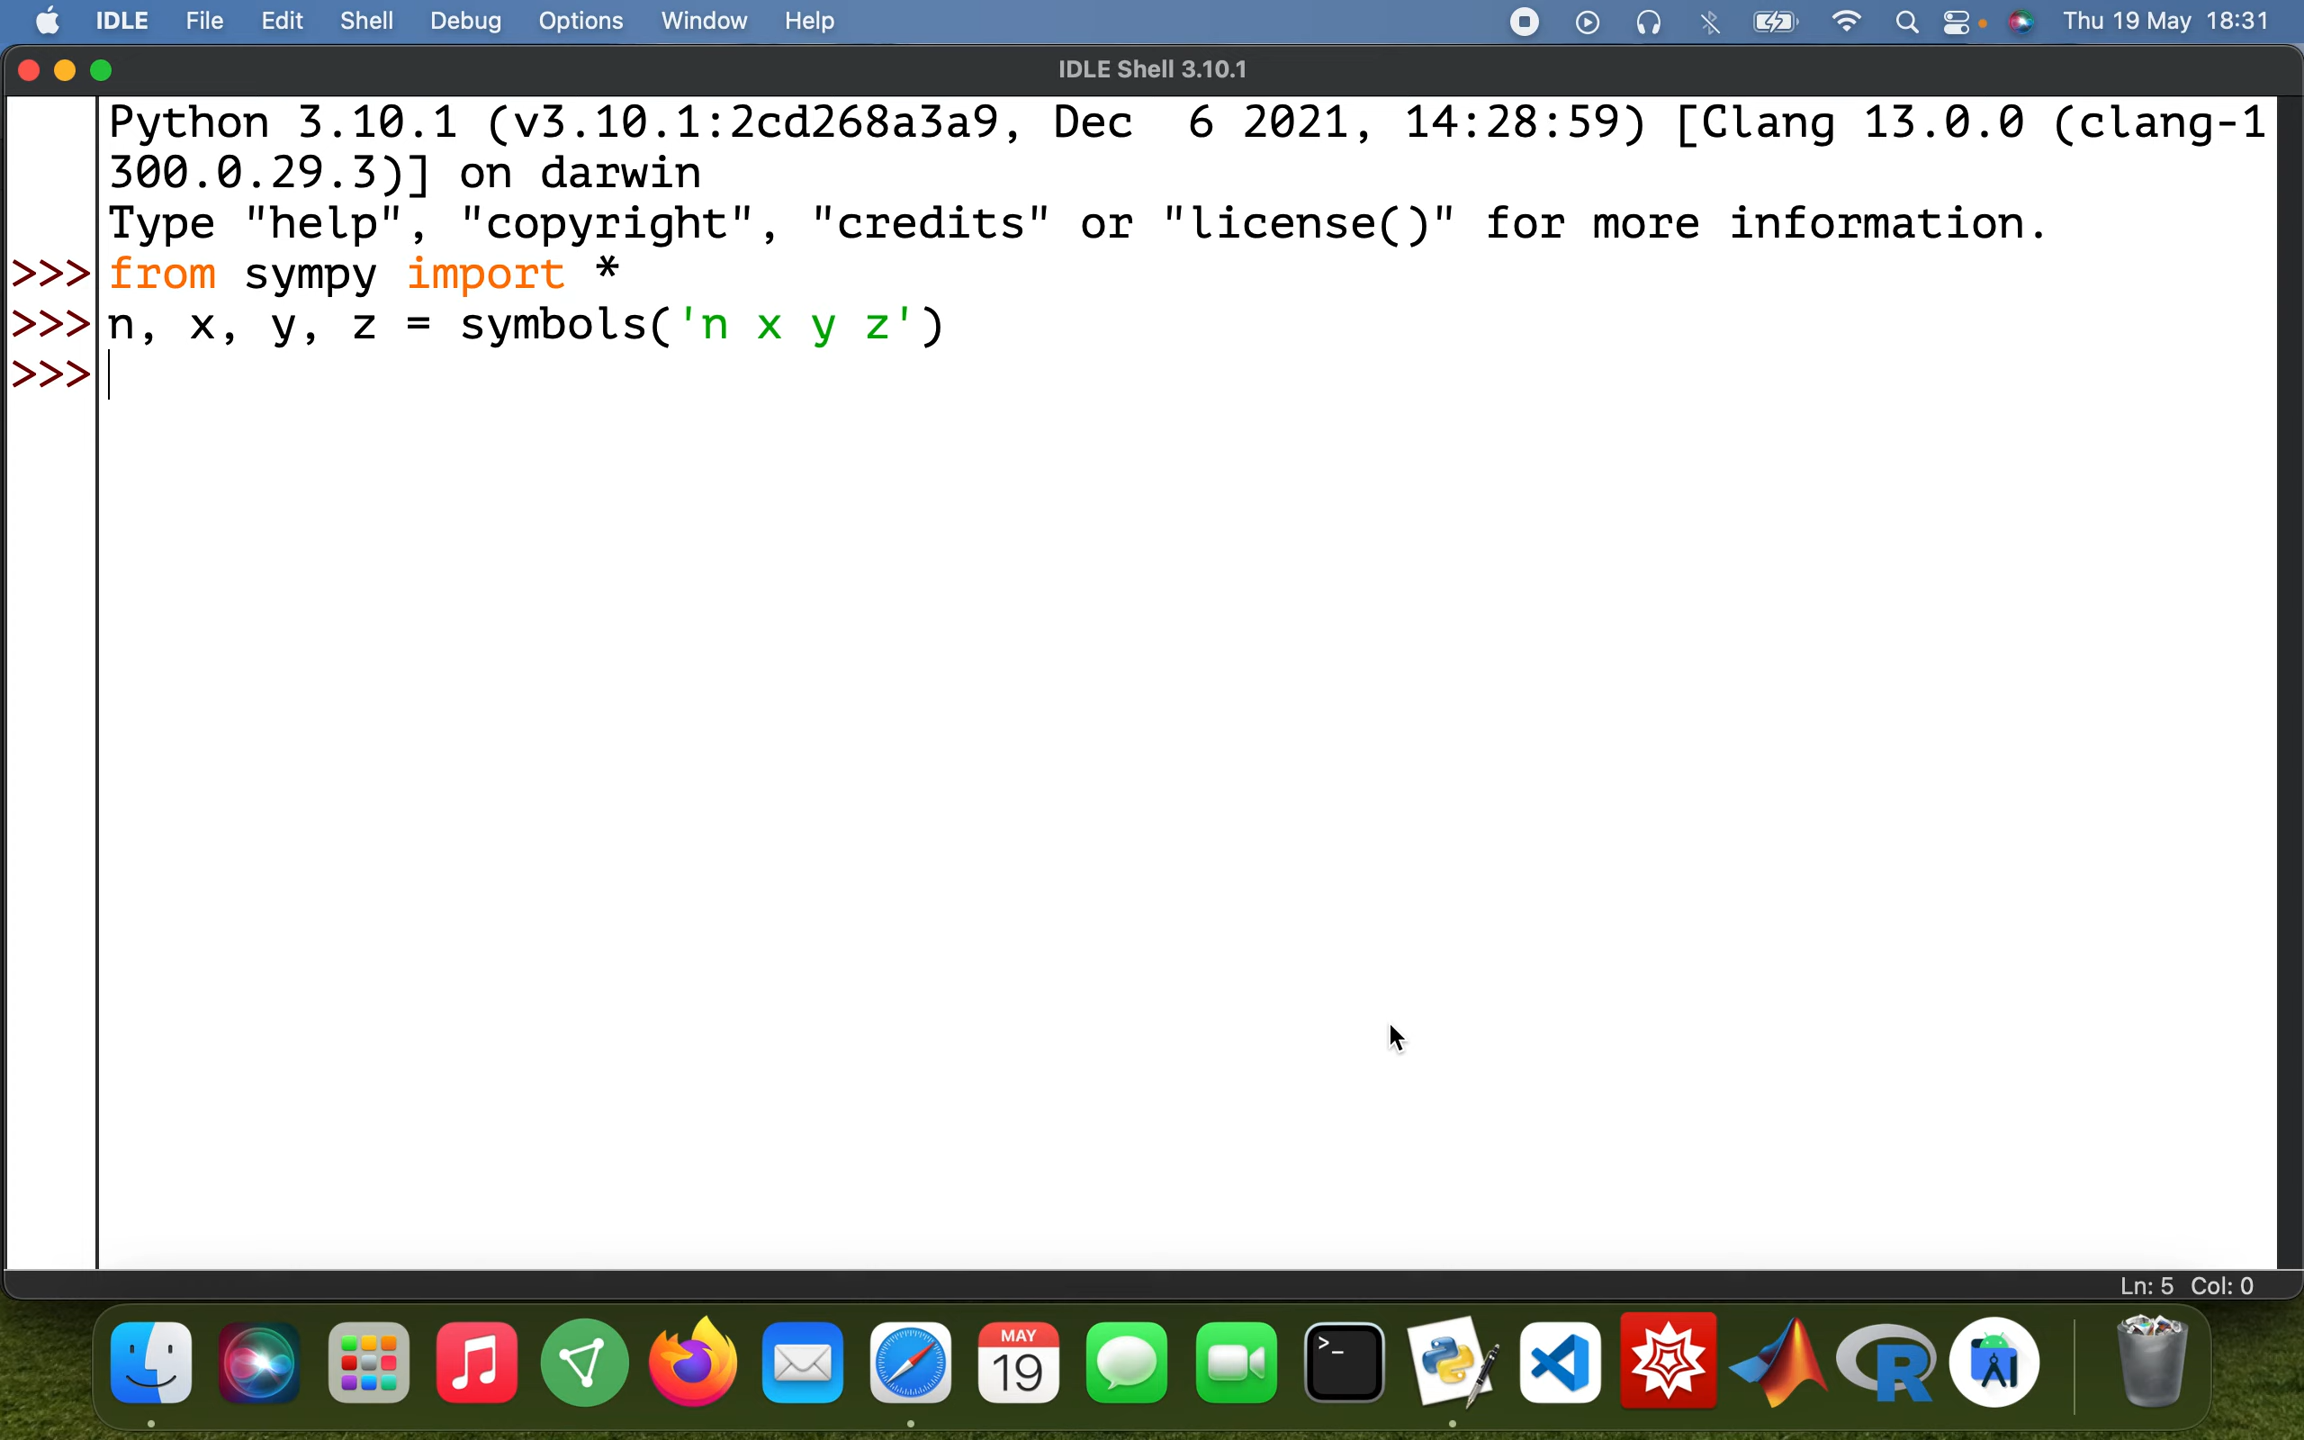 IDLE File Edit Shell Debug Options Window Help Thu 19 May 18:31
IDLE Shell 3.10.1
Python 3.10.1 (v3.10.1:2cd268a3a9, Dec  6 2021, 14:28:59) [Clang 13.0.0 (clang-1
300.0.29.3)] on darwin
Type "help", "copyright", "credits" or "license()" for more information.
>>> from sympy import *
>>> n, x, y, z = symbols('n x y z')
>>>
Ln: 5 Col: 0
MAY
19
>_
R